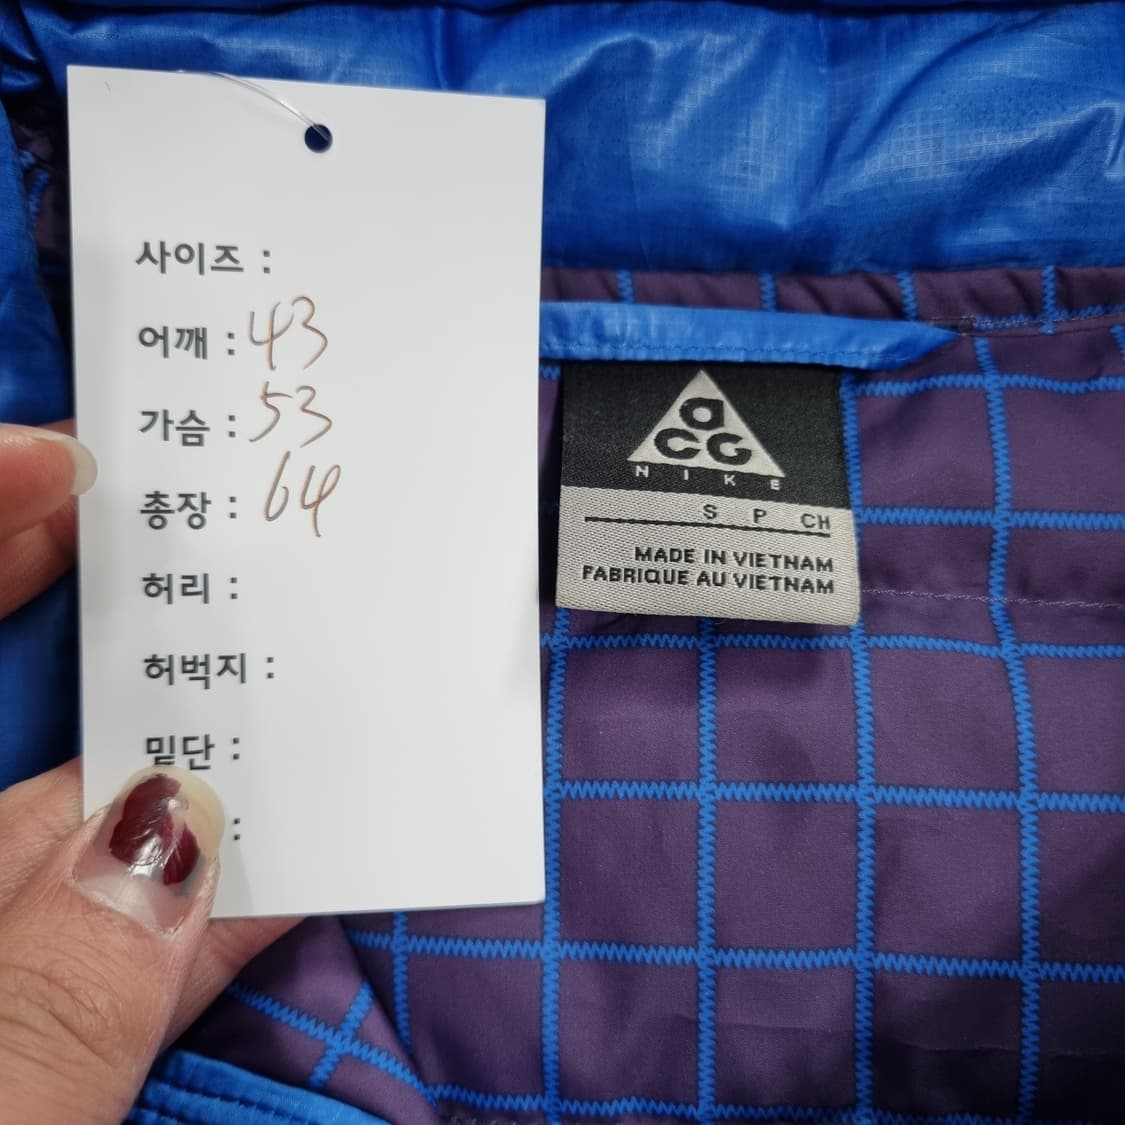 사이즈 :
어깨 : 43
가슴 : 53
총장 : 64
허리 :
허벅지 :
밑단 :
:
aCG
NIKE
S P CH
MADE IN VIETNAM
FABRIQUE AU VIETNAM